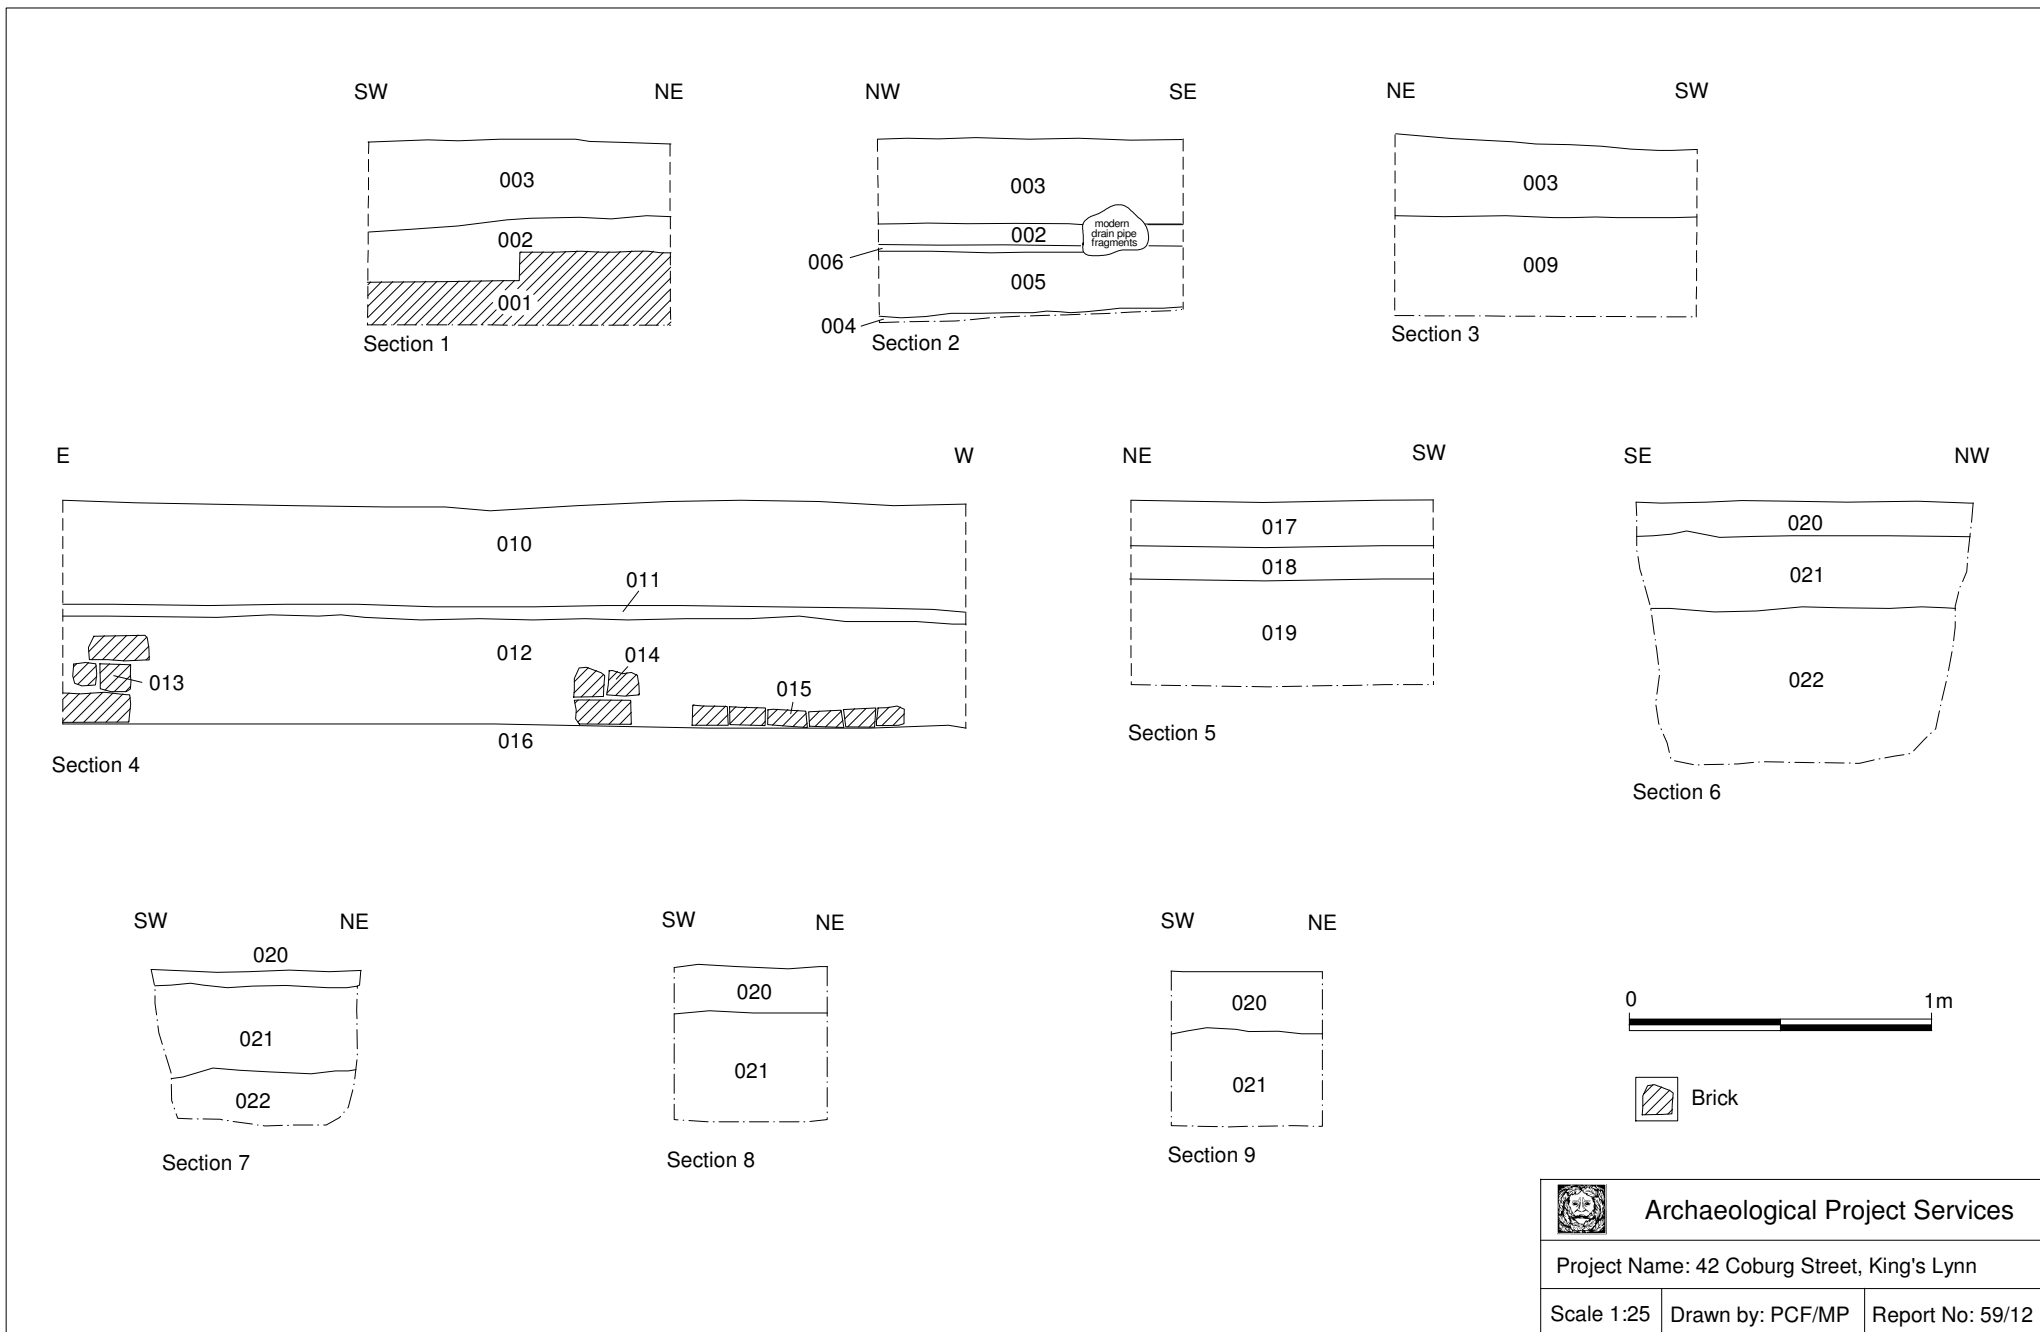 SW NE
003
002
001
Section 1
NW SE
003
modern
drain pipe
fragments
002
006
005
004
Section 2
NE SW
003
009
Section 3
E W
010
011
012
014
013
015
016
Section 4
NE SW
017
018
019
Section 5
SE NW
020
021
022
Section 6
SW NE
020
021
022
Section 7
SW NE
020
021
Section 8
SW NE
020
021
Section 9
0 1m
Brick
Archaeological Project Services
Project Name: 42 Coburg Street, King's Lynn
Scale 1:25 Drawn by: PCF/MP Report No: 59/12